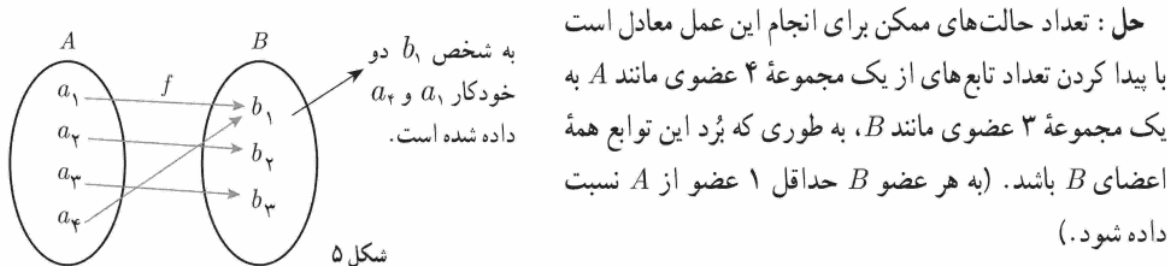 حل : تعداد حالت‌های ممکن برای انجام این عمل معادل است
با پیدا کردن تعداد تابع‌های از یک مجموعهٔ ۴ عضوی مانند A به
یک مجموعهٔ ۳ عضوی مانند B، به طوری که بُرد این توابع همهٔ
اعضای B باشد. (به هر عضو B حداقل ۱ عضو از A نسبت
داده شود.)
به شخص b۱ دو
خودکار a۱ و a۴
داده شده است.
A
B
f
a۱
a۲
a۳
a۴
b۱
b۲
b۳
شکل ۵